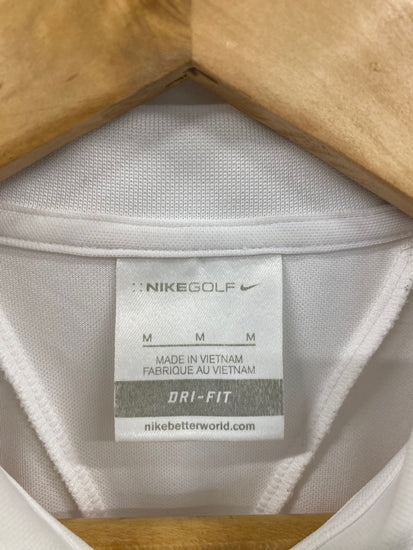 NIKEGOLF
M M M
MADE IN VIETNAM
FABRIQUE AU VIETNAM
DRI-FIT
nikebetterworld.com